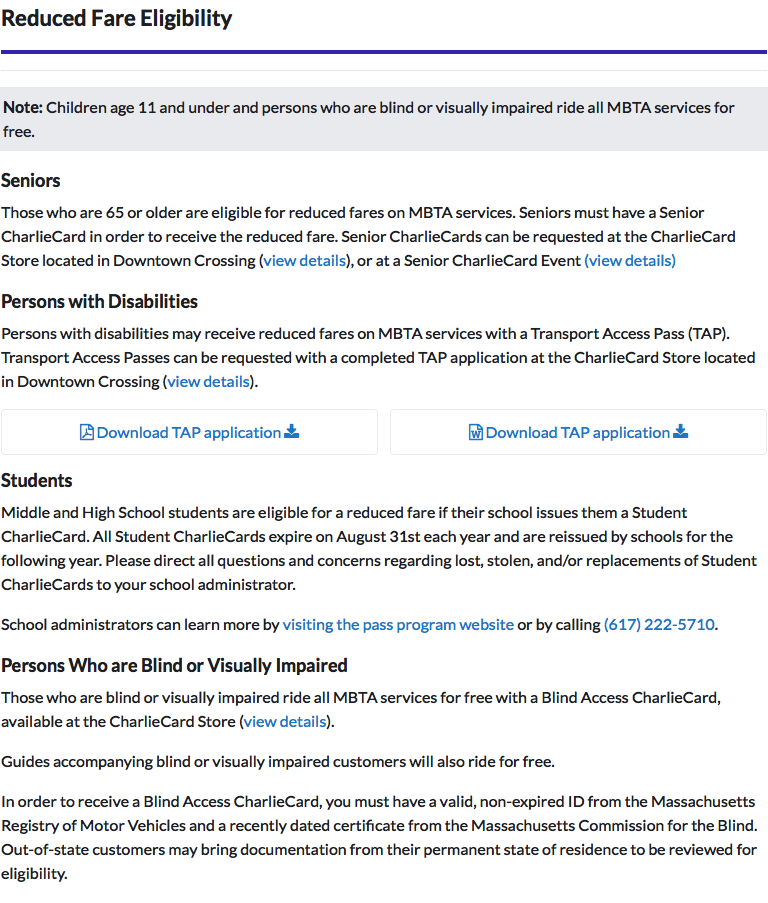 Reduced Fare Eligibility
Note: Children age 11 and under and persons who are blind or visually impaired ride all MBTA services for
free.
Seniors
Those who are 65 or older are eligible for reduced fares on MBTA services. Seniors must have a Senior
CharlieCard in order to receive the reduced fare. Senior CharlieCards can be requested at the CharlieCard
Store located in Downtown Crossing (view details), or at a Senior CharlieCard Event (view details)
Persons with Disabilities
Persons with disabilities may receive reduced fares on MBTA services with a Transport Access Pass (TAP).
Transport Access Passes can be requested with a completed TAP application at the CharlieCard Store located
in Downtown Crossing (view details).
Download TAP application
Download TAP application
Students
Middle and High School students are eligible for a reduced fare if their school issues them a Student
CharlieCard. All Student CharlieCards expire on August 31st each year and are reissued by schools for the
following year. Please direct all questions and concerns regarding lost, stolen, and/or replacements of Student
CharlieCards to your school administrator.
School administrators can learn more by visiting the pass program website or by calling (617) 222-5710.
Persons Who are Blind or Visually Impaired
Those who are blind or visually impaired ride all MBTA services for free with a Blind Access CharlieCard,
available at the CharlieCard Store (view details).
Guides accompanying blind or visually impaired customers will also ride for free.
In order to receive a Blind Access CharlieCard, you must have a valid, non-expired ID from the Massachusetts
Registry of Motor Vehicles and a recently dated certificate from the Massachusetts Commission for the Blind.
Out-of-state customers may bring documentation from their permanent state of residence to be reviewed for
eligibility.